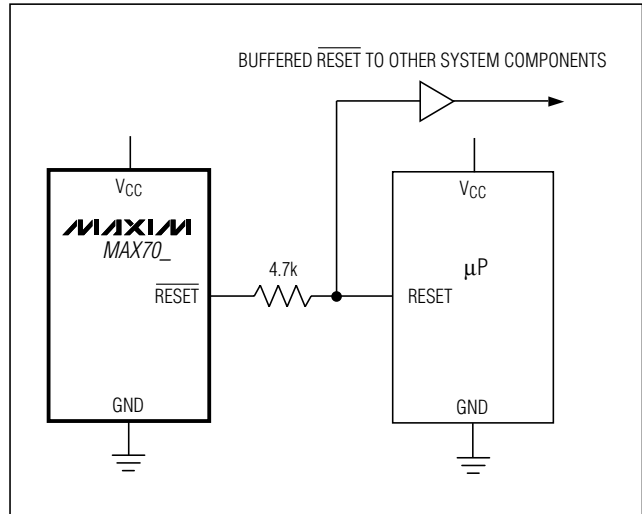 BUFFERED RESET TO OTHER SYSTEM COMPONENTS
VCC
MAXIM
MAX70_
RESET
GND
4.7k
VCC
µP
RESET
GND